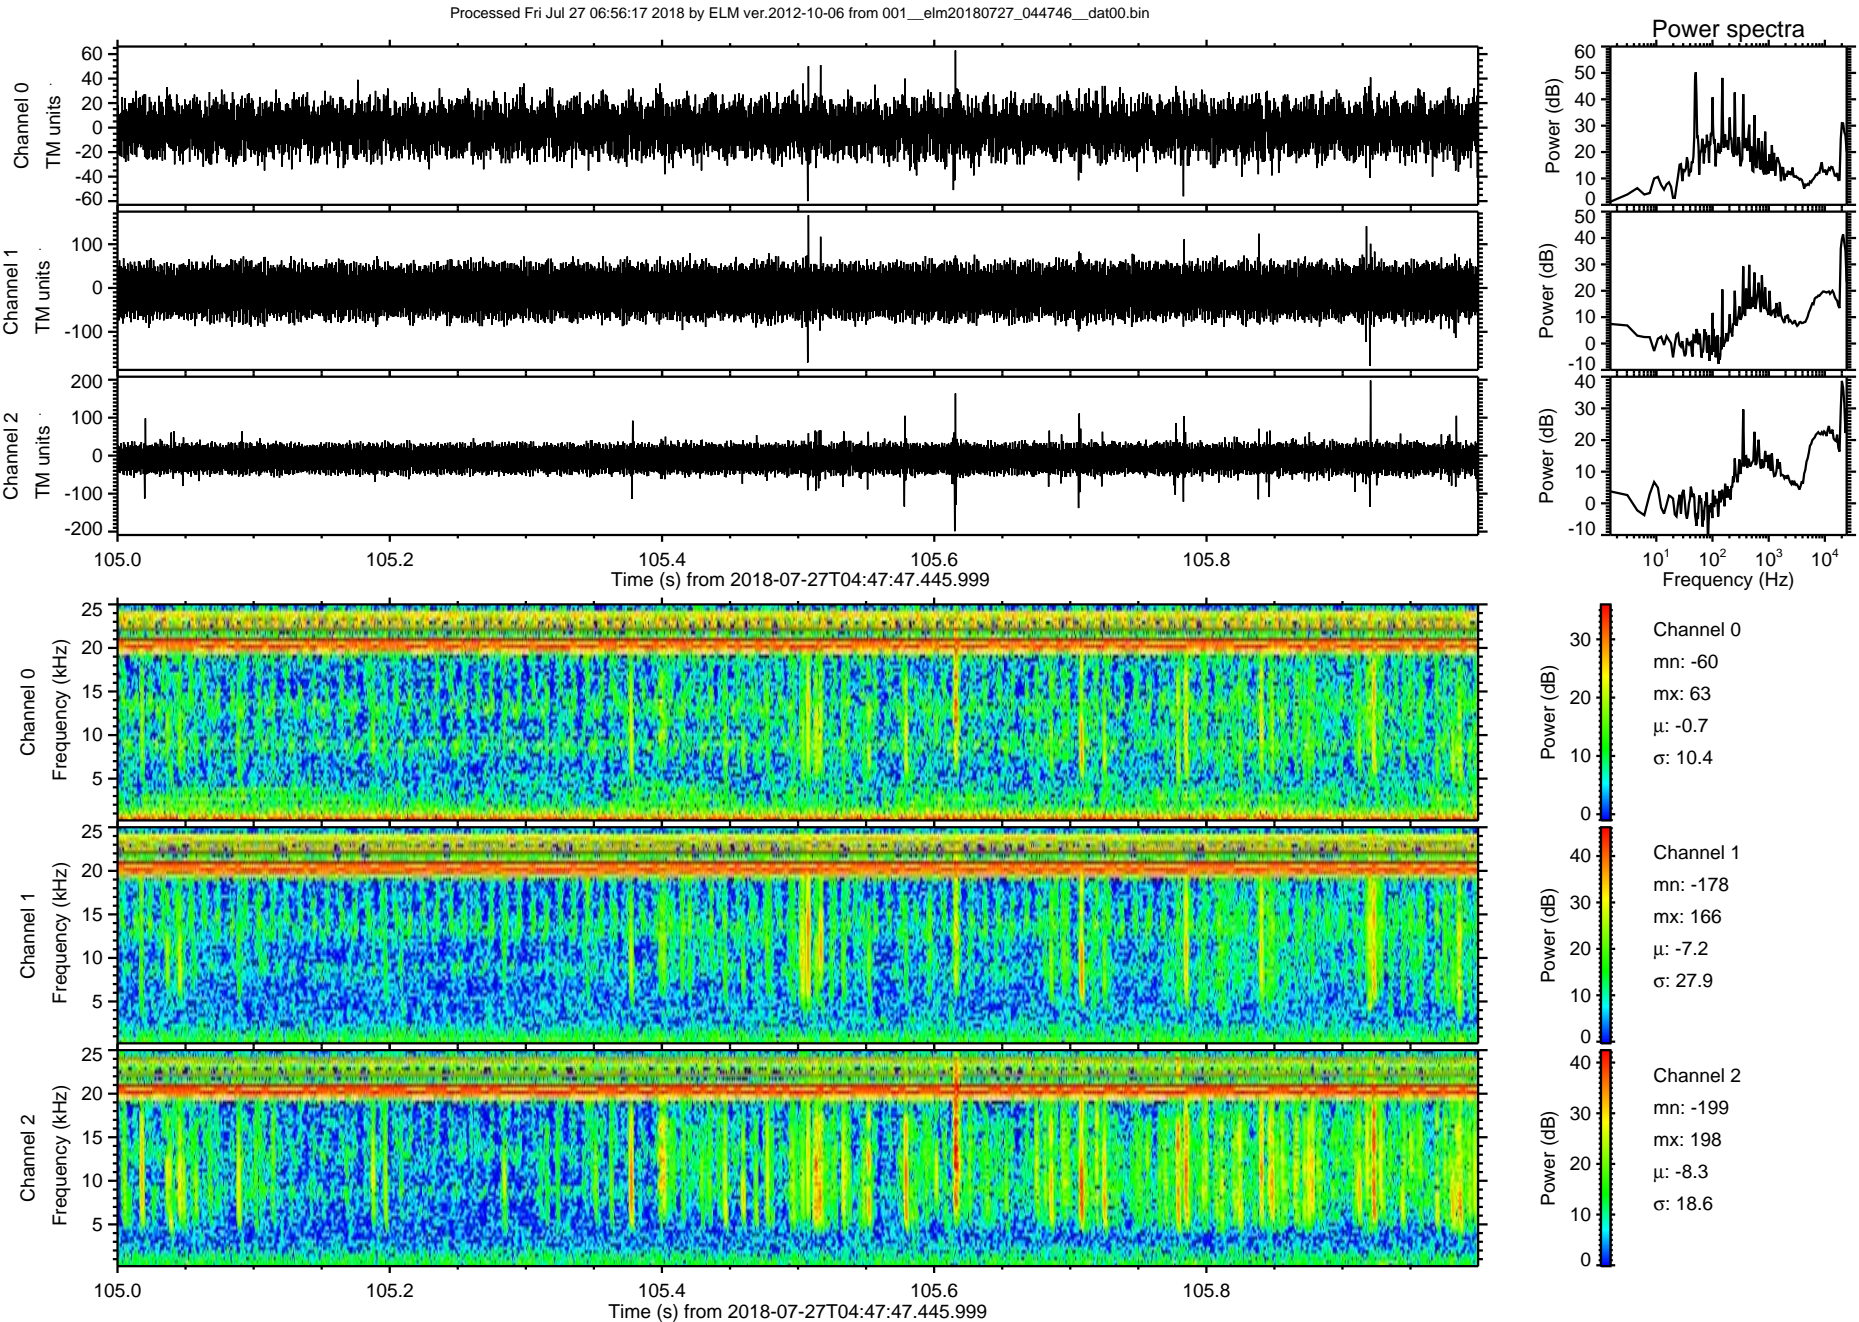 Processed Fri Jul 27 06:56:17 2018 by ELM ver.2012-10-06 from 001__elm20180727_044746__dat00.bin
Power spectra
Channel 0
TM units
60
40
20
0
-20
-40
-60
Power (dB)
60
50
40
30
20
10
0
Channel 1
TM units
100
0
-100
Power (dB)
50
40
30
20
10
0
-10
Channel 2
TM units
200
100
0
-100
-200
Power (dB)
40
30
20
10
0
-10
105.0 105.2 105.4 105.6 105.8
Time (s) from 2018-07-27T04:47:47.445.999
10¹ 10² 10³ 10⁴
Frequency (Hz)
Channel 0
Frequency (kHz)
25
20
15
10
5
Power (dB)
30
20
10
0
Channel 0
mn: -60
mx: 63
μ: -0.7
σ: 10.4
Channel 1
Frequency (kHz)
25
20
15
10
5
Power (dB)
40
30
20
10
0
Channel 1
mn: -178
mx: 166
μ: -7.2
σ: 27.9
Channel 2
Frequency (kHz)
25
20
15
10
5
Power (dB)
40
30
20
10
0
Channel 2
mn: -199
mx: 198
μ: -8.3
σ: 18.6
105.0 105.2 105.4 105.6 105.8
Time (s) from 2018-07-27T04:47:47.445.999